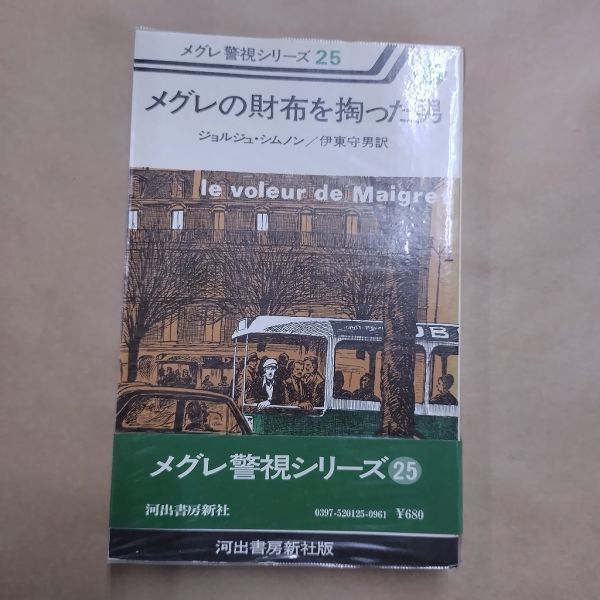 メグレ警視シリーズ 25
メグレの財布を掏った男
ジョルジュ・シムノン／伊東守男訳
le voleur de Maigre
UB
メグレ警視シリーズ 25
河出書房新社
0397-520125-0961 ¥680
河出書房新社版